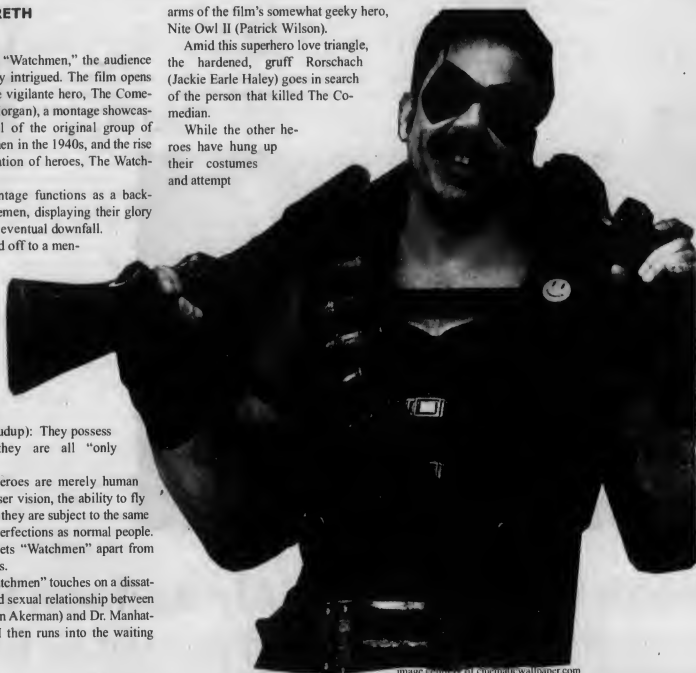 RETH
"Watchmen," the audience
y intrigued. The film opens
e vigilante hero, The Come-
organ), a montage showcas-
l of the original group of
en in the 1940s, and the rise
ation of heroes, The Watch-
ntage functions as a back-
emen, displaying their glory
eventual downfall.
d off to a men-
udup): They possess
they are all "only
eroes are merely human
ser vision, the ability to fly
they are subject to the same
erfections as normal people.
ets "Watchmen" apart from
s.
tchmen" touches on a dissat-
d sexual relationship between
n Akerman) and Dr. Manhat-
I then runs into the waiting
arms of the film's somewhat geeky hero,
Nite Owl II (Patrick Wilson).
Amid this superhero love triangle,
the hardened, gruff Rorschach
(Jackie Earle Haley) goes in search
of the person that killed The Co-
median.
While the other he-
roes have hung up
their costumes
and attempt
image courtesy of cinematicwallpaper.com